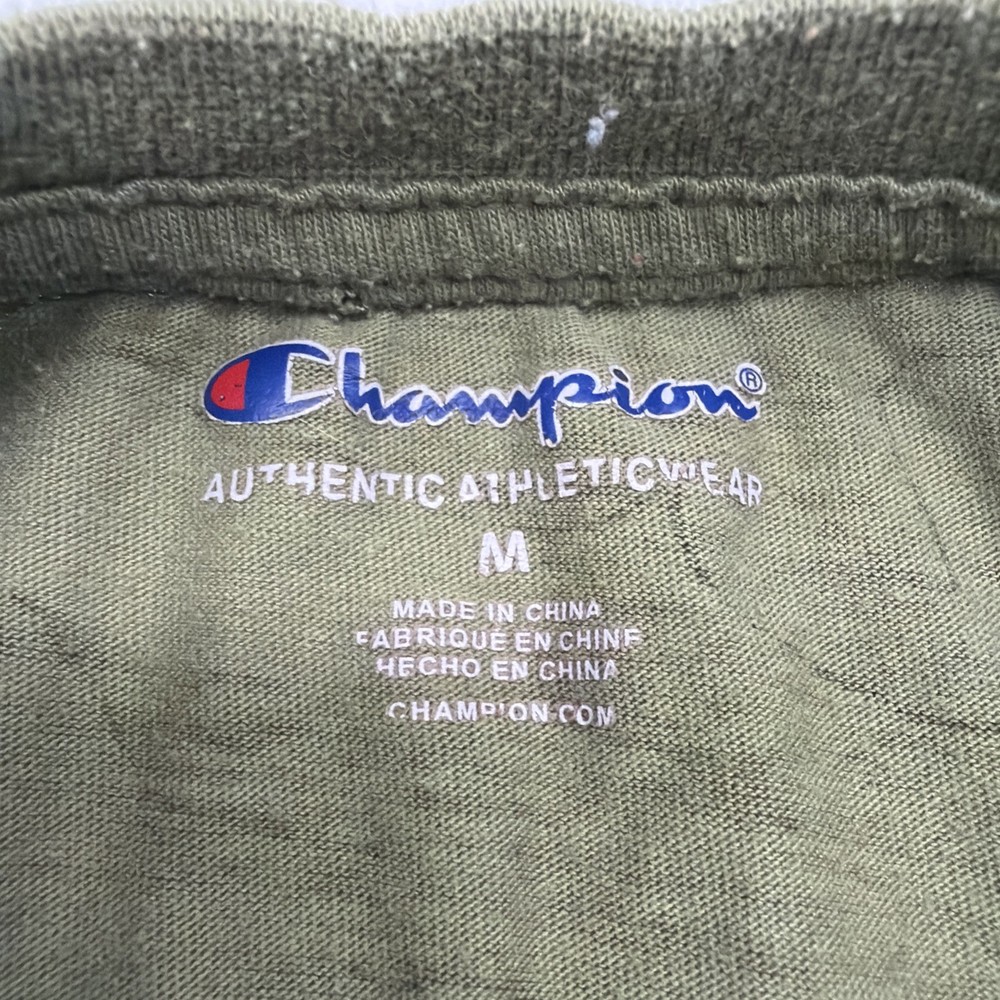 Champion®
AUTHENTIC ATHLETICWEAR
M
MADE IN CHINA
FABRIQUÉ EN CHINE
HECHO EN CHINA
CHAMPION.COM